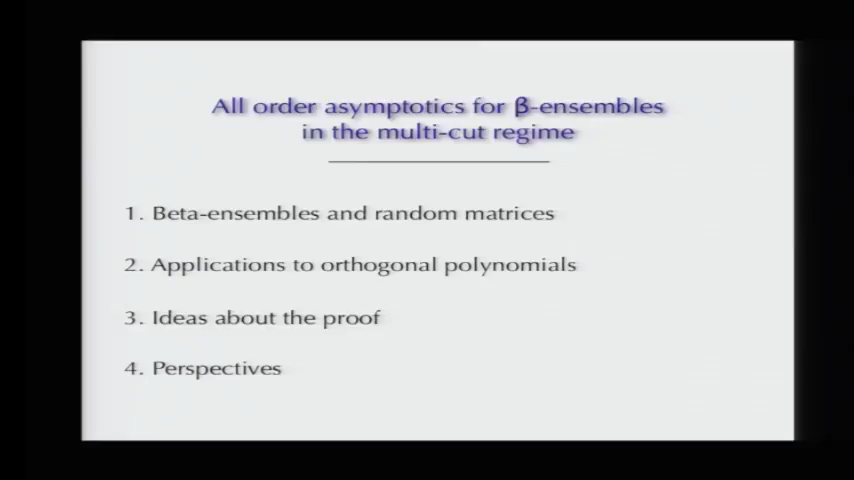 All order asymptotics for β-ensembles
in the multi-cut regime
1. Beta-ensembles and random matrices
2. Applications to orthogonal polynomials
3. Ideas about the proof
4. Perspectives